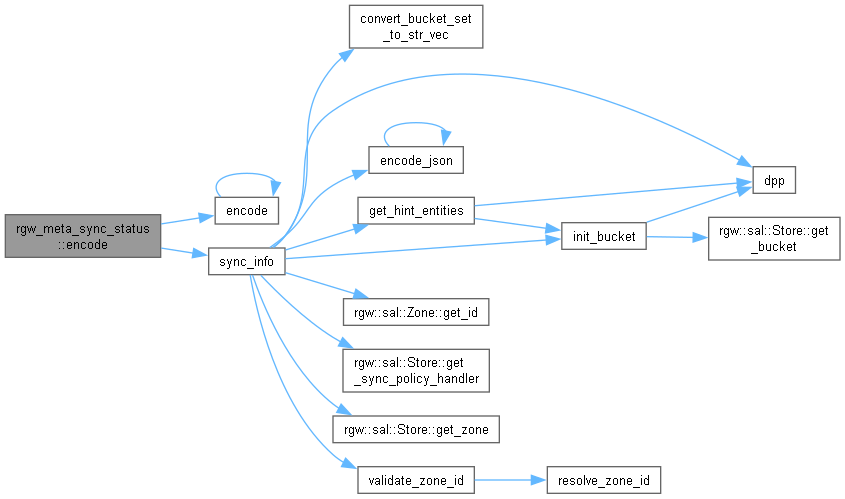 convert_bucket_set
_to_str_vec
encode_json
dpp
encode
get_hint_entities
rgw_meta_sync_status
::encode
init_bucket
rgw::sal::Store::get
_bucket
sync_info
rgw::sal::Zone::get_id
rgw::sal::Store::get
_sync_policy_handler
rgw::sal::Store::get_zone
validate_zone_id
resolve_zone_id